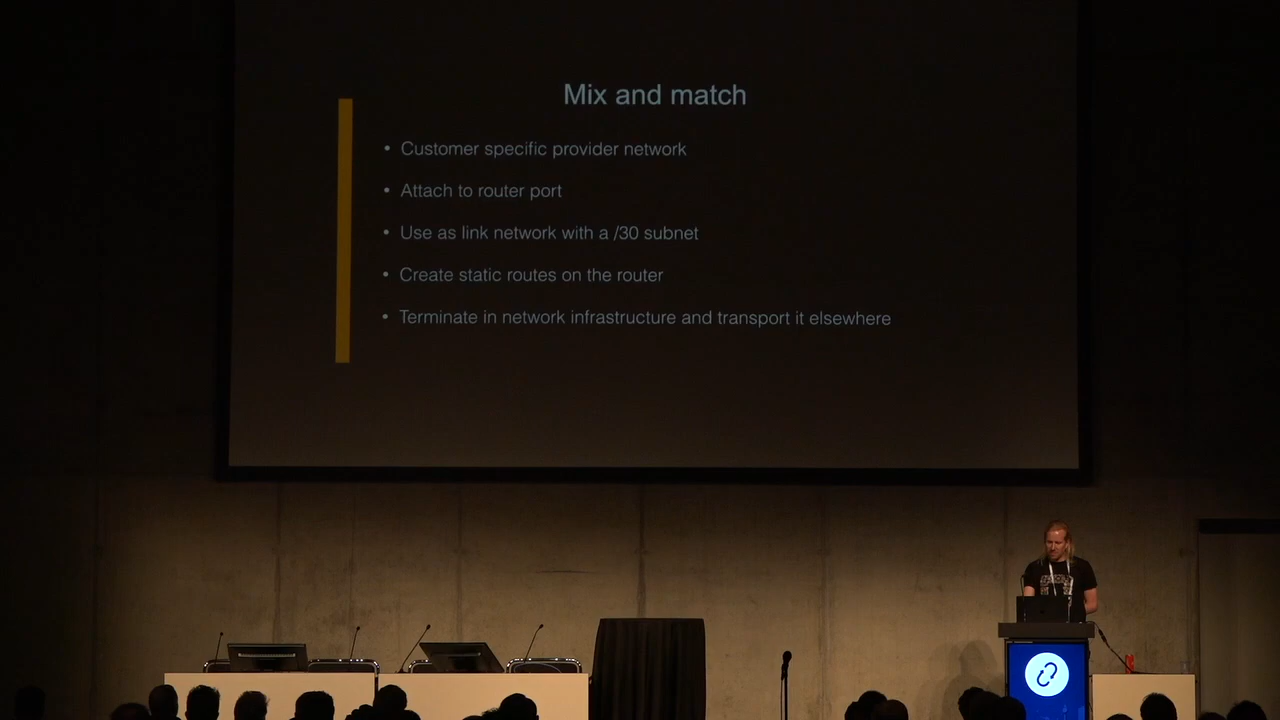 Mix and match
• Customer specific provider network
• Attach to router port
• Use as link network with a /30 subnet
• Create static routes on the router
• Terminate in network infrastructure and transport it elsewhere